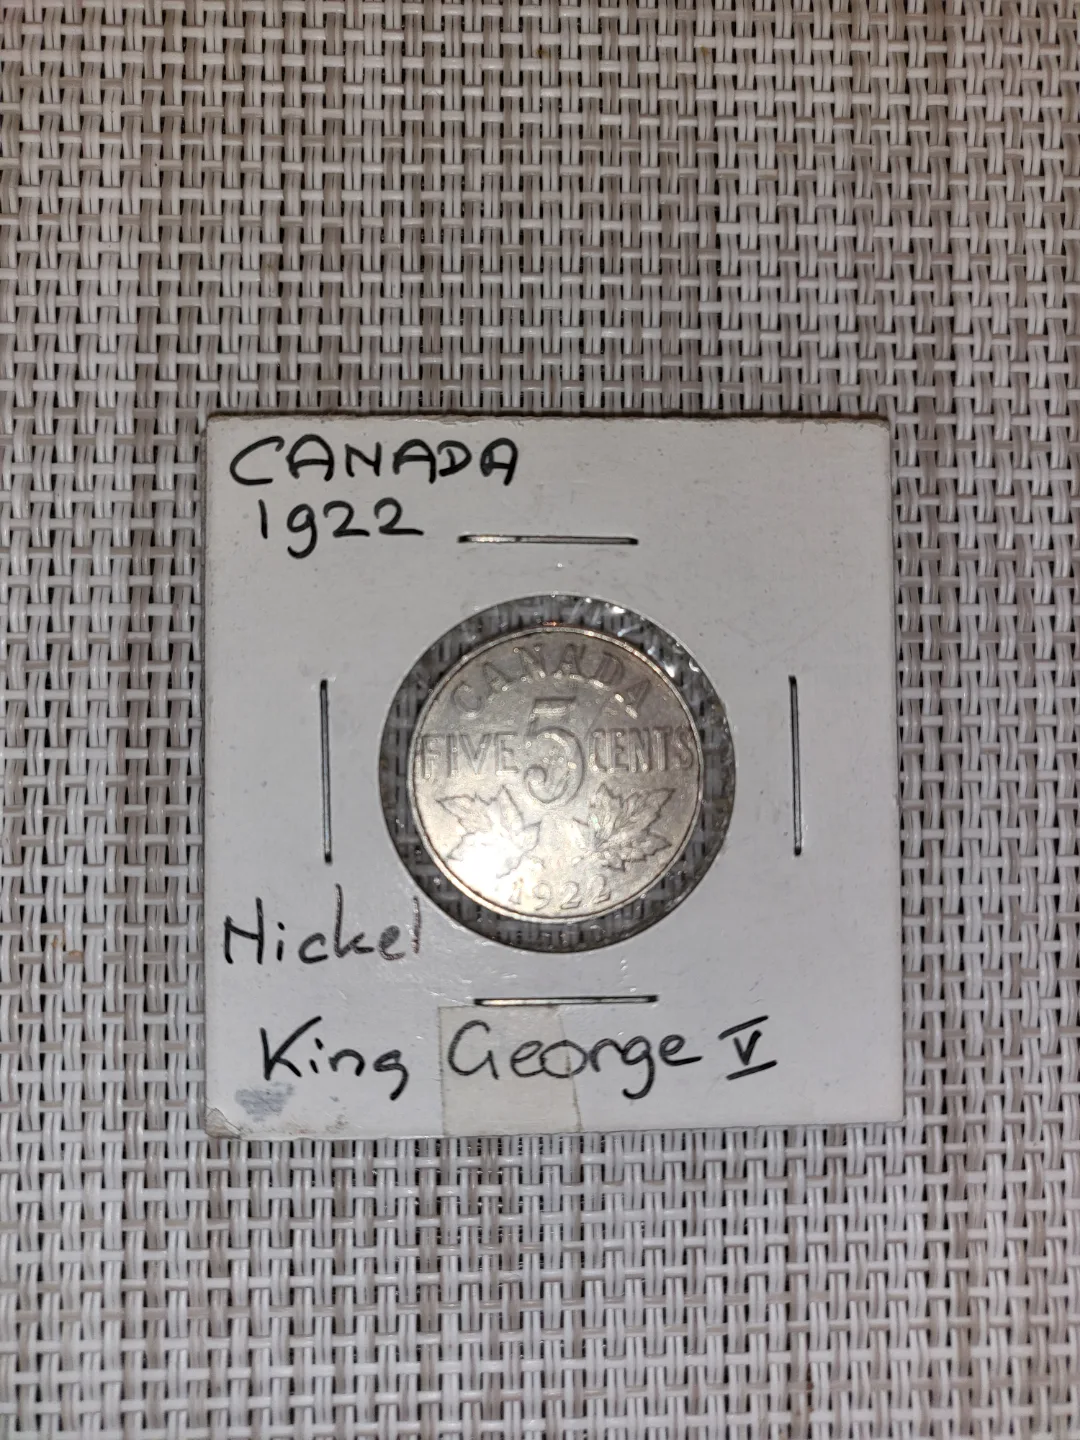 CANADA
1922
CANADA
FIVE 5 CENTS
1922
Nickel
King George V